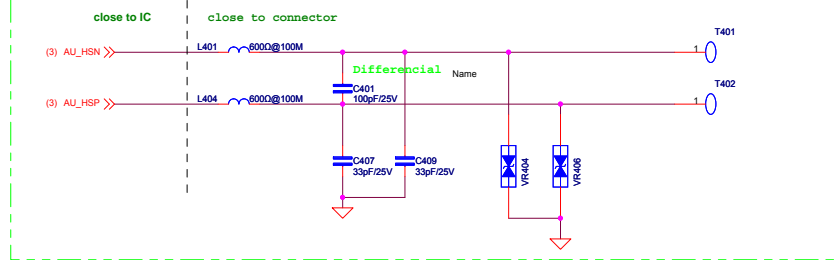 close to IC
close to connector
T401
(3) AU_HSN
L401
600Ω@100M
1
Differencial
Name
T402
C401
(3) AU_HSP
L404
600Ω@100M
100pF/25V
1
C407
33pF/25V
C409
33pF/25V
VR404
VR406